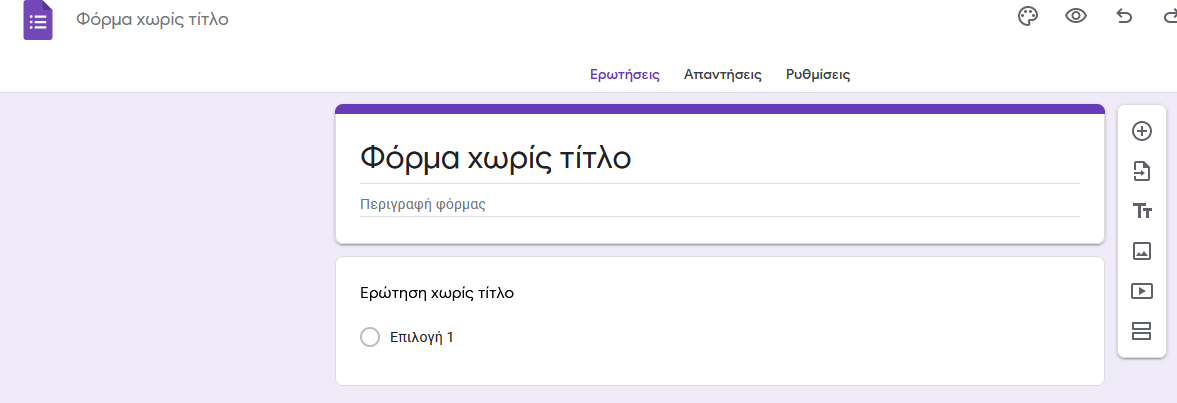 Φόρμα χωρίς τίτλο
Ερωτήσεις Απαντήσεις Ρυθμίσεις
Φόρμα χωρίς τίτλο
Περιγραφή φόρμας
Ερώτηση χωρίς τίτλο
Επιλογή 1